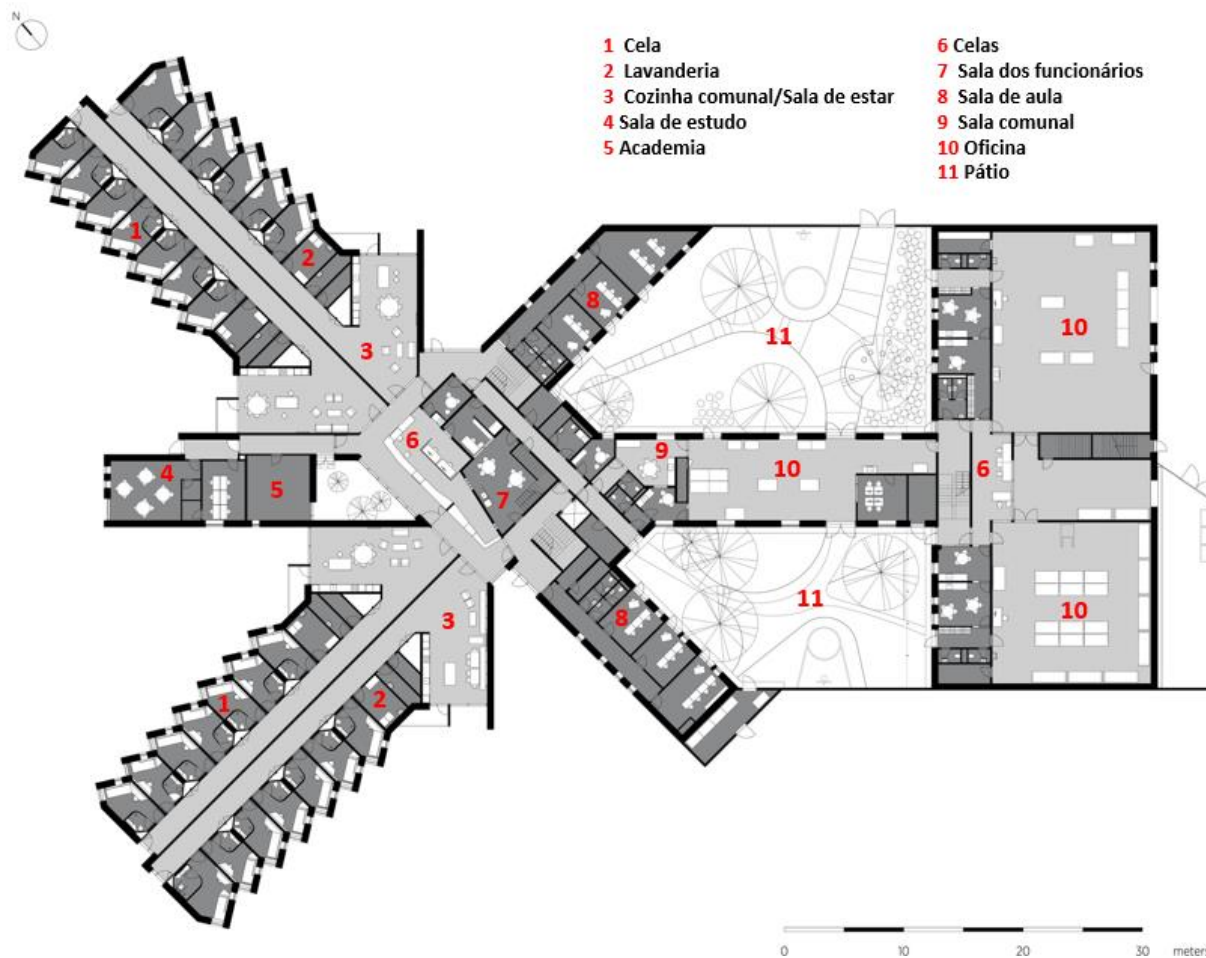 N
1 Cela
2 Lavanderia
3 Cozinha comunal/Sala de estar
4 Sala de estudo
5 Academia
6 Celas
7 Sala dos funcionários
8 Sala de aula
9 Sala comunal
10 Oficina
11 Pátio
1
2
8
3
11
10
6
9
10
6
4
5
7
3
8
11
10
1
2
0 10 20 30 meters